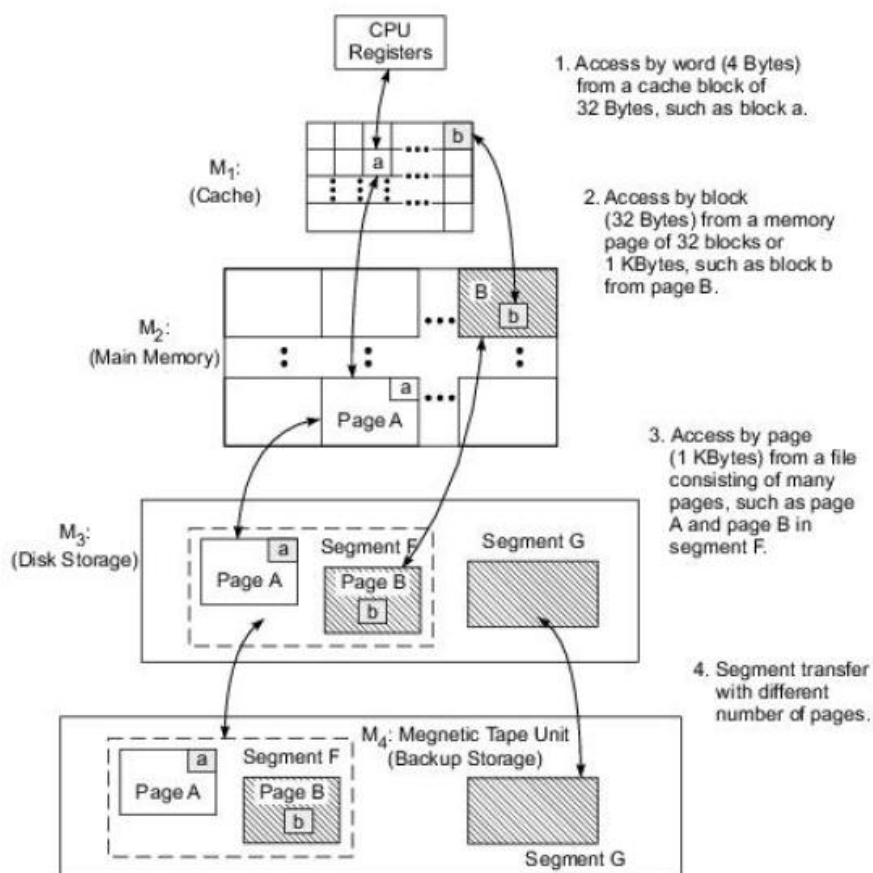 CPU
Registers
1. Access by word (4 Bytes)
from a cache block of
32 Bytes, such as block a.
M1:
(Cache)
b
a
2. Access by block
(32 Bytes) from a memory
page of 32 blocks or
1 KBytes, such as block b
from page B.
M2:
(Main Memory)
B
b
a
Page A
3. Access by page
(1 KBytes) from a file
consisting of many
pages, such as page
A and page B in
segment F.
M3:
(Disk Storage)
a
Page A
Segment F
Page B
b
Segment G
4. Segment transfer
with different
number of pages.
M4: Megnetic Tape Unit
(Backup Storage)
a
Page A
Segment F
Page B
b
Segment G